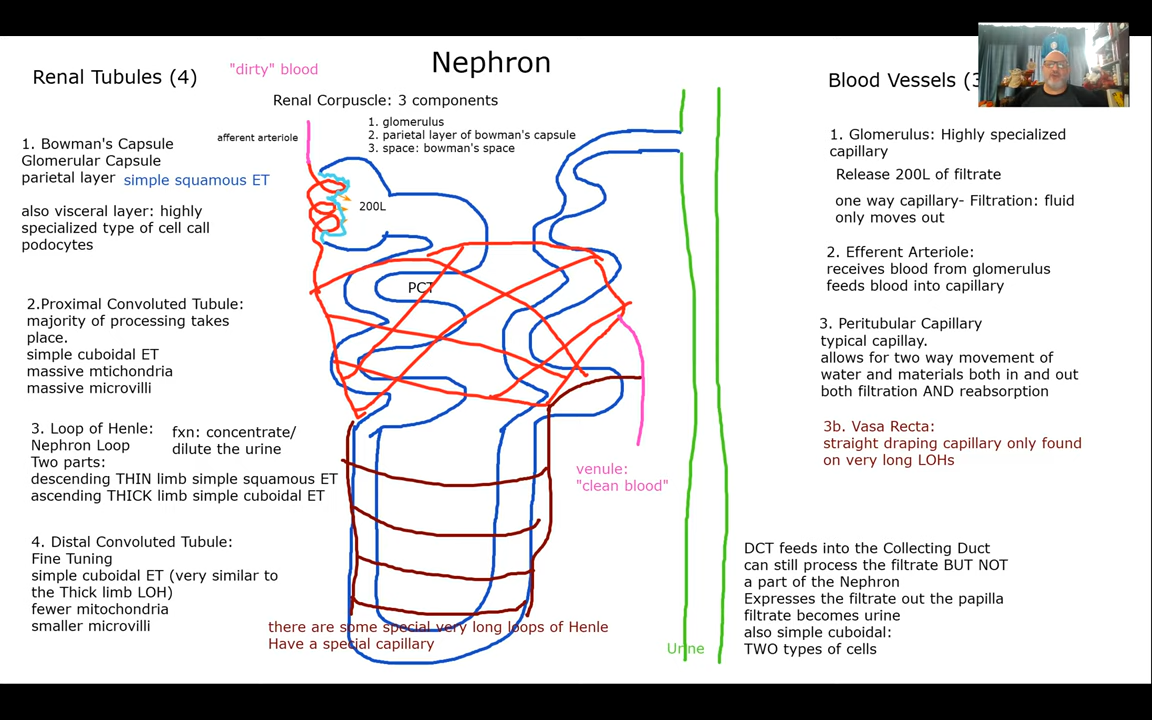 Nephron
Renal Tubules (4)
"dirty" blood
Renal Corpuscle: 3 components
1. glomerulus
2. parietal layer of bowman's capsule
3. space: bowman's space
afferent arteriole
1. Bowman's Capsule
Glomerular Capsule
parietal layer simple squamous ET
also visceral layer: highly
specialized type of cell call
podocytes
200L
PCT
2.Proximal Convoluted Tubule:
majority of processing takes
place.
simple cuboidal ET
massive mtichondria
massive microvilli
3. Loop of Henle:
Nephron Loop
Two parts:
descending THIN limb simple squamous ET
ascending THICK limb simple cuboidal ET
fxn: concentrate/
dilute the urine
4. Distal Convoluted Tubule:
Fine Tuning
simple cuboidal ET (very similar to
the Thick limb LOH)
fewer mitochondria
smaller microvilli
there are some special very long loops of Henle
Have a special capillary
venule:
"clean blood"
Urine
Blood Vessels (3
1. Glomerulus: Highly specialized
capillary
Release 200L of filtrate
one way capillary- Filtration: fluid
only moves out
2. Efferent Arteriole:
receives blood from glomerulus
feeds blood into capillary
3. Peritubular Capillary
typical capillay.
allows for two way movement of
water and materials both in and out
both filtration AND reabsorption
3b. Vasa Recta:
straight draping capillary only found
on very long LOHs
DCT feeds into the Collecting Duct
can still process the filtrate BUT NOT
a part of the Nephron
Expresses the filtrate out the papilla
filtrate becomes urine
also simple cuboidal:
TWO types of cells